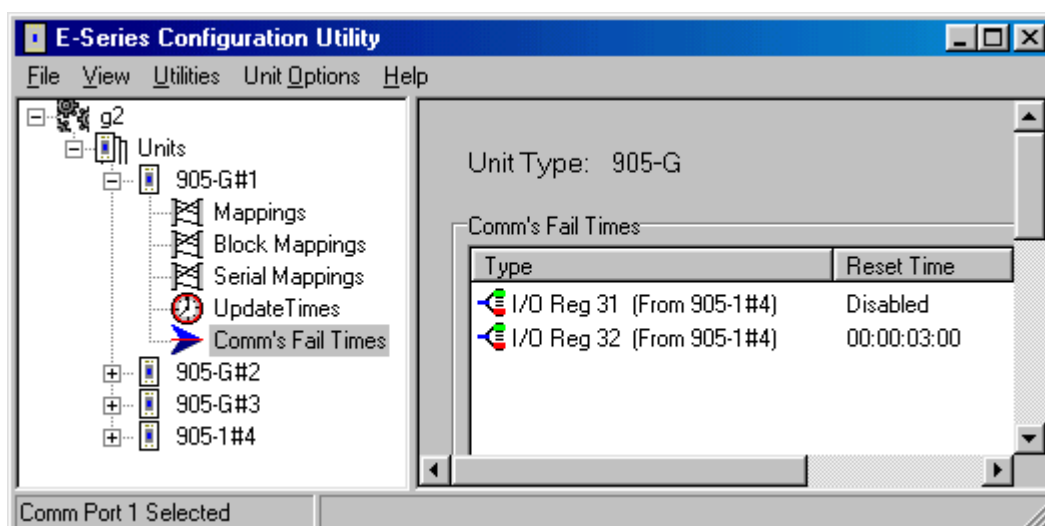 E-Series Configuration Utility
File View Utilities Unit Options Help
g2
Units
905-G#1
Mappings
Block Mappings
Serial Mappings
UpdateTimes
Comm's Fail Times
905-G#2
905-G#3
905-1#4
Unit Type: 905-G
Comm's Fail Times
Type Reset Time
I/O Reg 31 (From 905-1#4) Disabled
I/O Reg 32 (From 905-1#4) 00:00:03:00
Comm Port 1 Selected